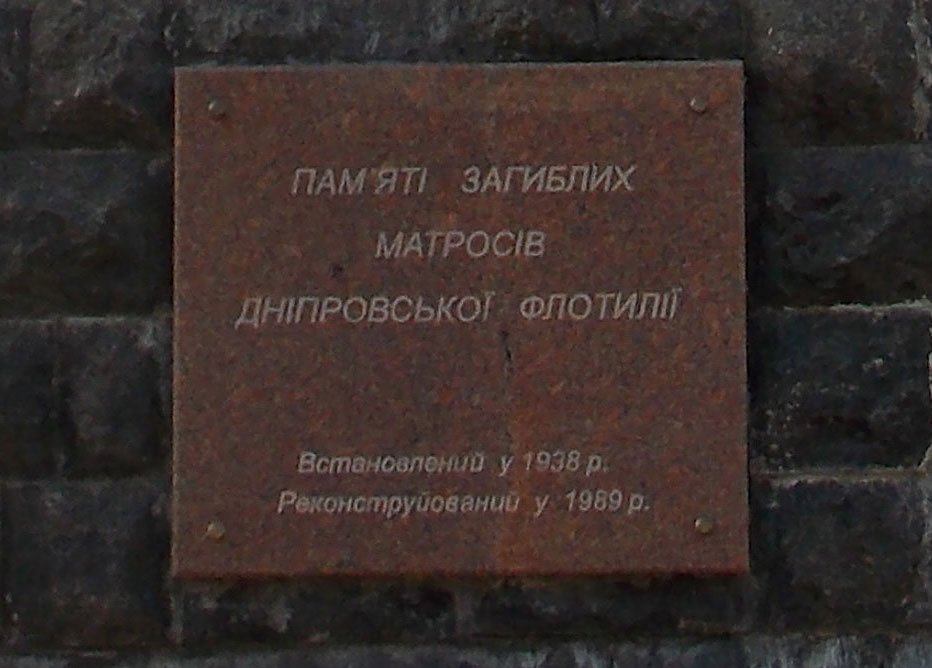 ПАМ'ЯТІ ЗАГИБЛИХ
МАТРОСІВ
ДНІПРОВСЬКОЇ ФЛОТИЛІЇ
Встановлений у 1938 р.
Реконструйований у 1989 р.